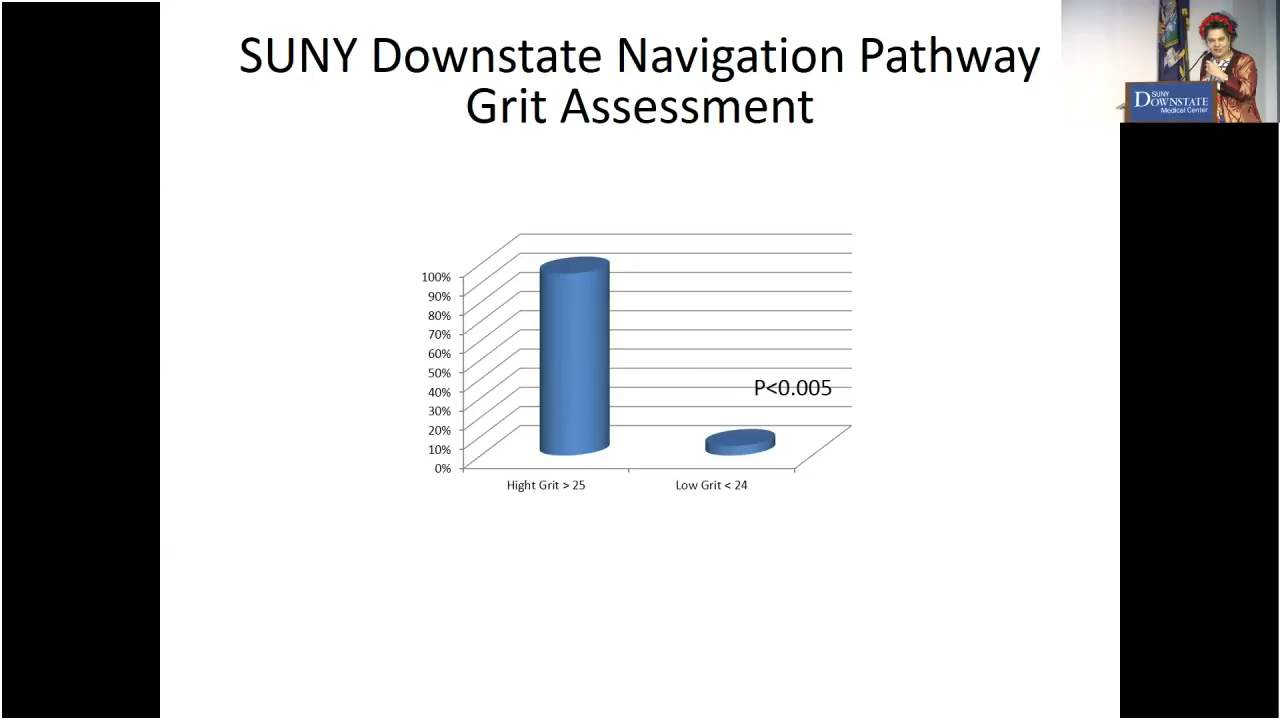 SUNY Downstate Navigation Pathway
Grit Assessment
SUNY
DOWNSTATE
Medical Center
100%
90%
80%
70%
60%
50%
40%
30%
20%
10%
0%
P<0.005
Hight Grit > 25
Low Grit < 24